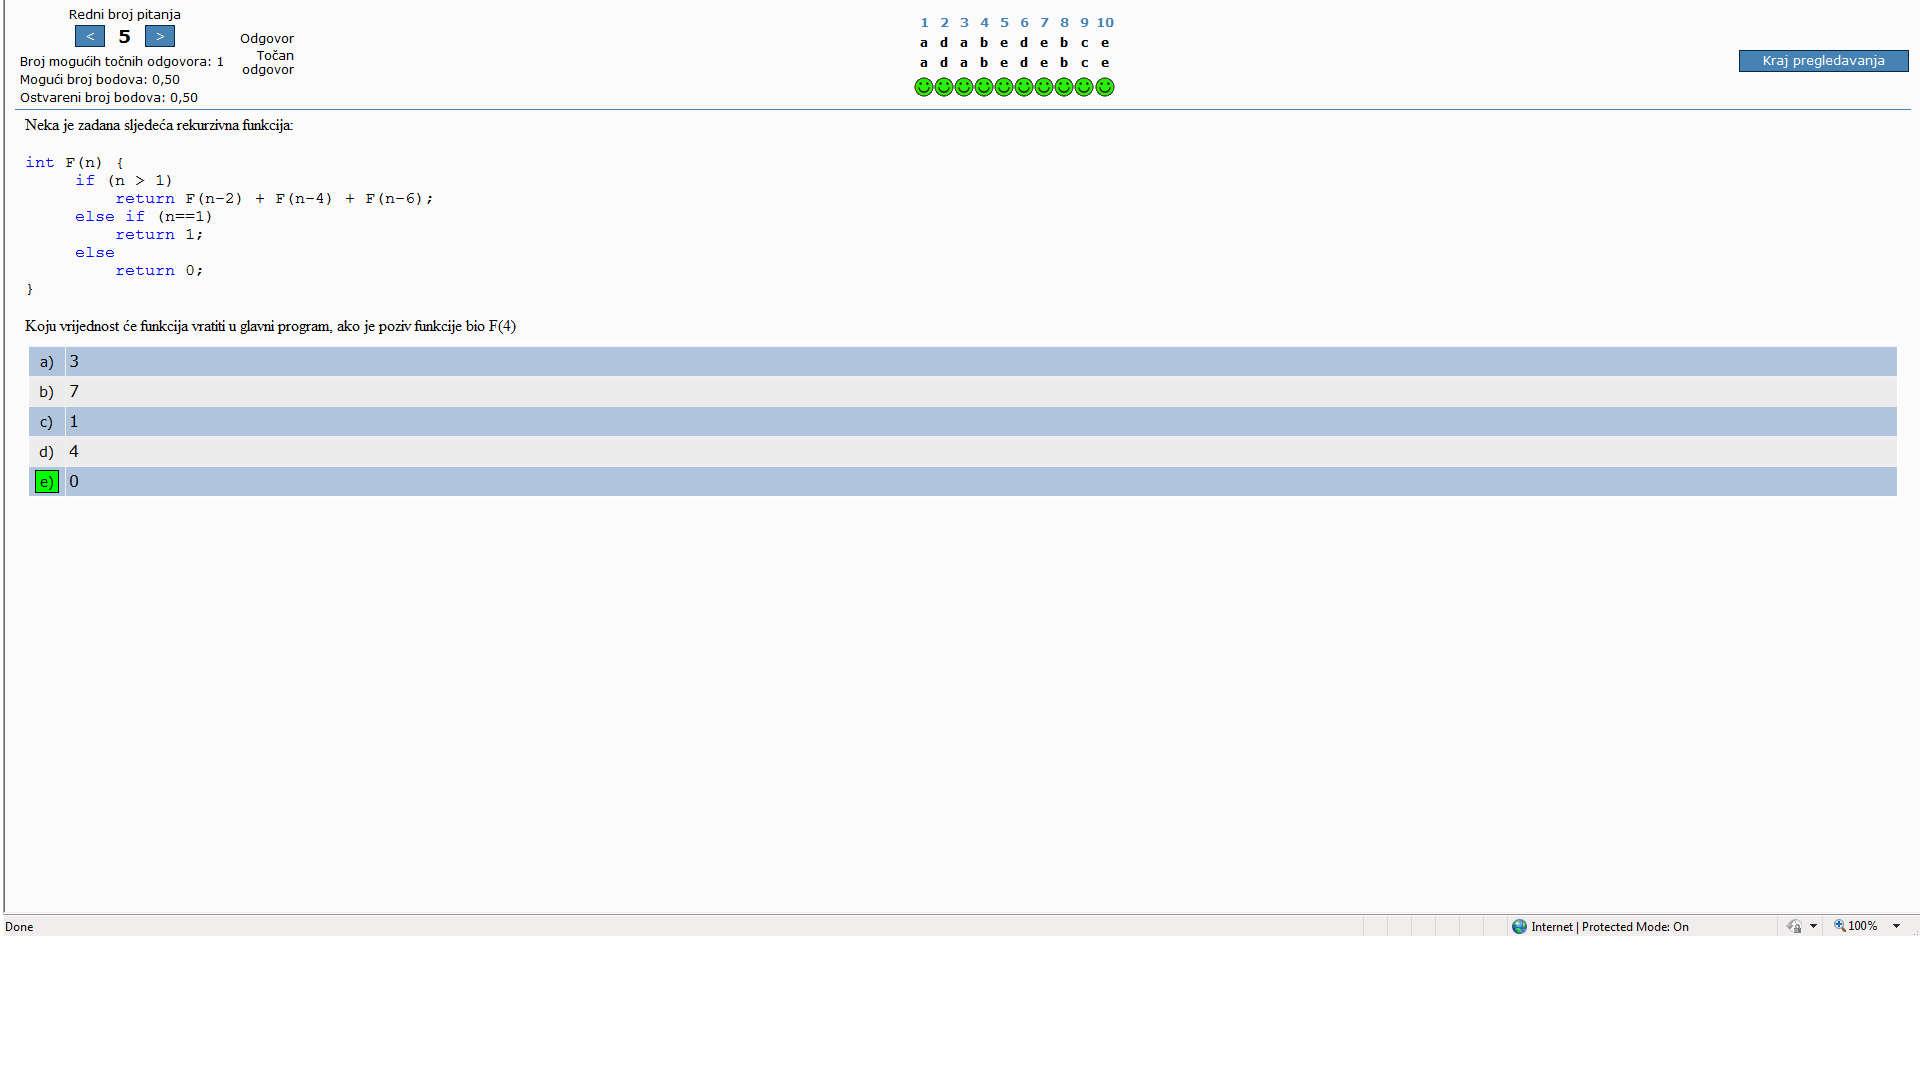 Redni broj pitanja
< 5 >
Broj mogućih točnih odgovora: 1
Mogući broj bodova: 0,50
Ostvareni broj bodova: 0,50
Odgovor
Točan
odgovor
1 2 3 4 5 6 7 8 9 10
a d a b e d e b c e
a d a b e d e b c e
Kraj pregledavanja
Neka je zadana sljedeća rekurzivna funkcija:
int F(n) {
if (n > 1)
return F(n-2) + F(n-4) + F(n-6);
else if (n==1)
return 1;
else
return 0;
}
Koju vrijednost će funkcija vratiti u glavni program, ako je poziv funkcije bio F(4)
a) 3
b) 7
c) 1
d) 4
e) 0
Done
Internet | Protected Mode: On
100%